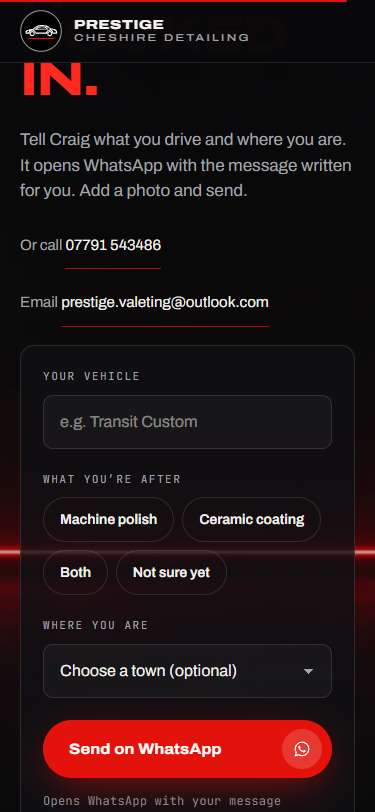 PRESTIGE
CHESHIRE DETAILING
IN.
Tell Craig what you drive and where you are.
It opens WhatsApp with the message written
for you. Add a photo and send.
Or call 07791 543486
Email prestige.valeting@outlook.com
YOUR VEHICLE
e.g. Transit Custom
WHAT YOU'RE AFTER
Machine polish
Ceramic coating
Both
Not sure yet
WHERE YOU ARE
Choose a town (optional)
Send on WhatsApp
Opens WhatsApp with your message